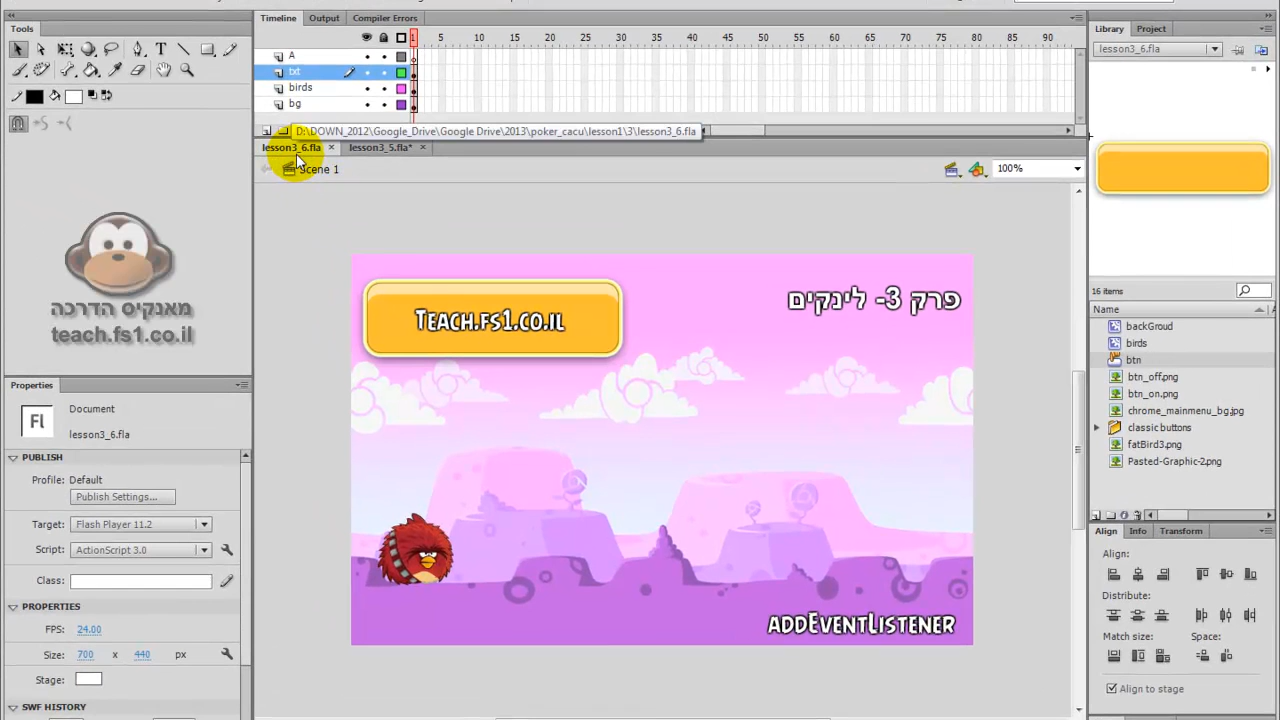 Tools
Timeline
Output
Compiler Errors
Library
Project
1
5
10
15
20
25
30
35
40
45
50
55
60
65
70
75
80
85
90
lesson3_6.fla
A
txt
birds
bg
D:\DOWN_2012\Google_Drive\Google Drive\2013\poker_cacu\lesson1\3\lesson3_6.fla
lesson3_6.fla
lesson3_5.fla*
Scene 1
100%
מאנקיס הדרכה
teach.fs1.co.il
Teach.fs1.co.il
פרק 3- לינקים
addEventListener
16 items
Name
backGroud
birds
btn
btn_off.png
btn_on.png
chrome_mainmenu_bg.jpg
classic buttons
fatBird3.png
Pasted-Graphic-2.png
Properties
Fl
Document
lesson3_6.fla
PUBLISH
Profile: Default
Publish Settings...
Target: Flash Player 11.2
Script: ActionScript 3.0
Class:
PROPERTIES
FPS: 24.00
Size: 700 x 440 px
Stage:
SWF HISTORY
Align
Info
Transform
Align:
Distribute:
Match size:
Space:
Align to stage